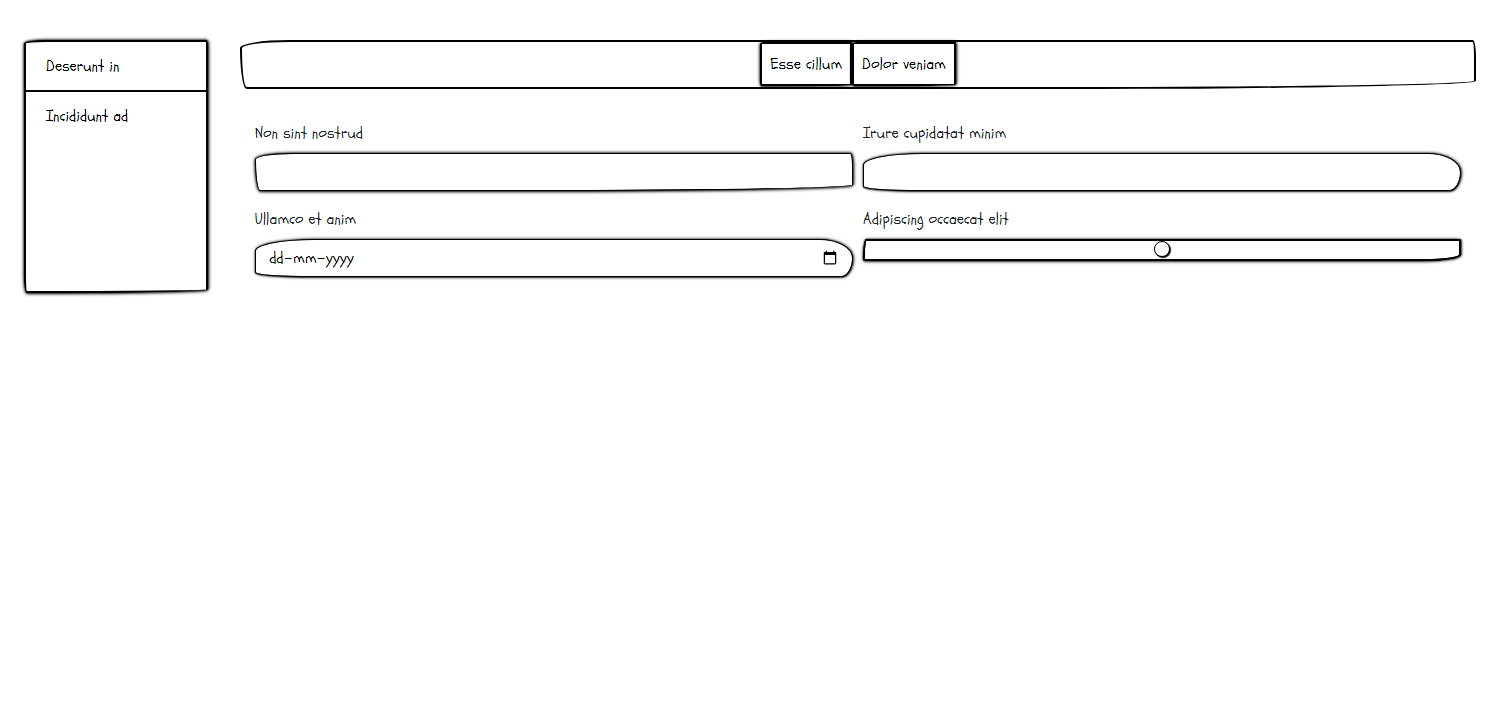 Deserunt in
Incididunt ad
Esse cillum
Dolor veniam
Non sint nostrud
Irure cupidatat minim
Ullamco et anim
dd-mm-yyyy
Adipiscing occaecat elit